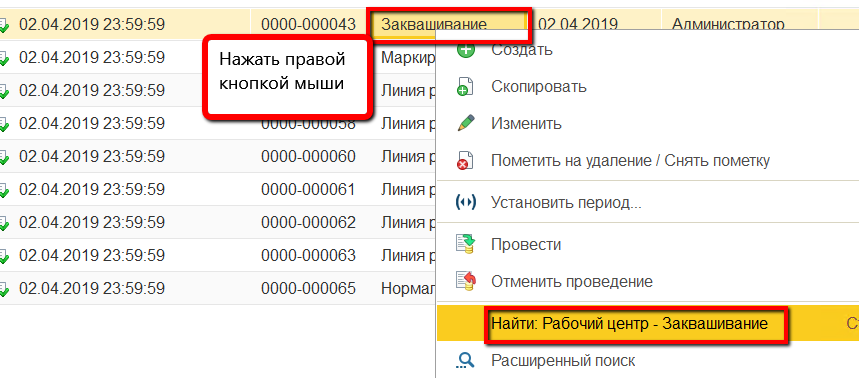 02.04.2019 23:59:59 0000-000043 Заквашивание 02.04.2019 Администратор
Нажать правой
кнопкой мыши
02.04.2019 23:59:59 Маркир
02.04.2019 23:59:59 Линия р
02.04.2019 23:59:59 0000-000058 Линия р
02.04.2019 23:59:59 0000-000060 Линия р
02.04.2019 23:59:59 0000-000061 Линия р
02.04.2019 23:59:59 0000-000062 Линия р
02.04.2019 23:59:59 0000-000063 Линия р
02.04.2019 23:59:59 0000-000065 Нормал
Создать
Скопировать
Изменить
Пометить на удаление / Снять пометку
Установить период...
Провести
Отменить проведение
Найти: Рабочий центр - Заквашивание
Расширенный поиск